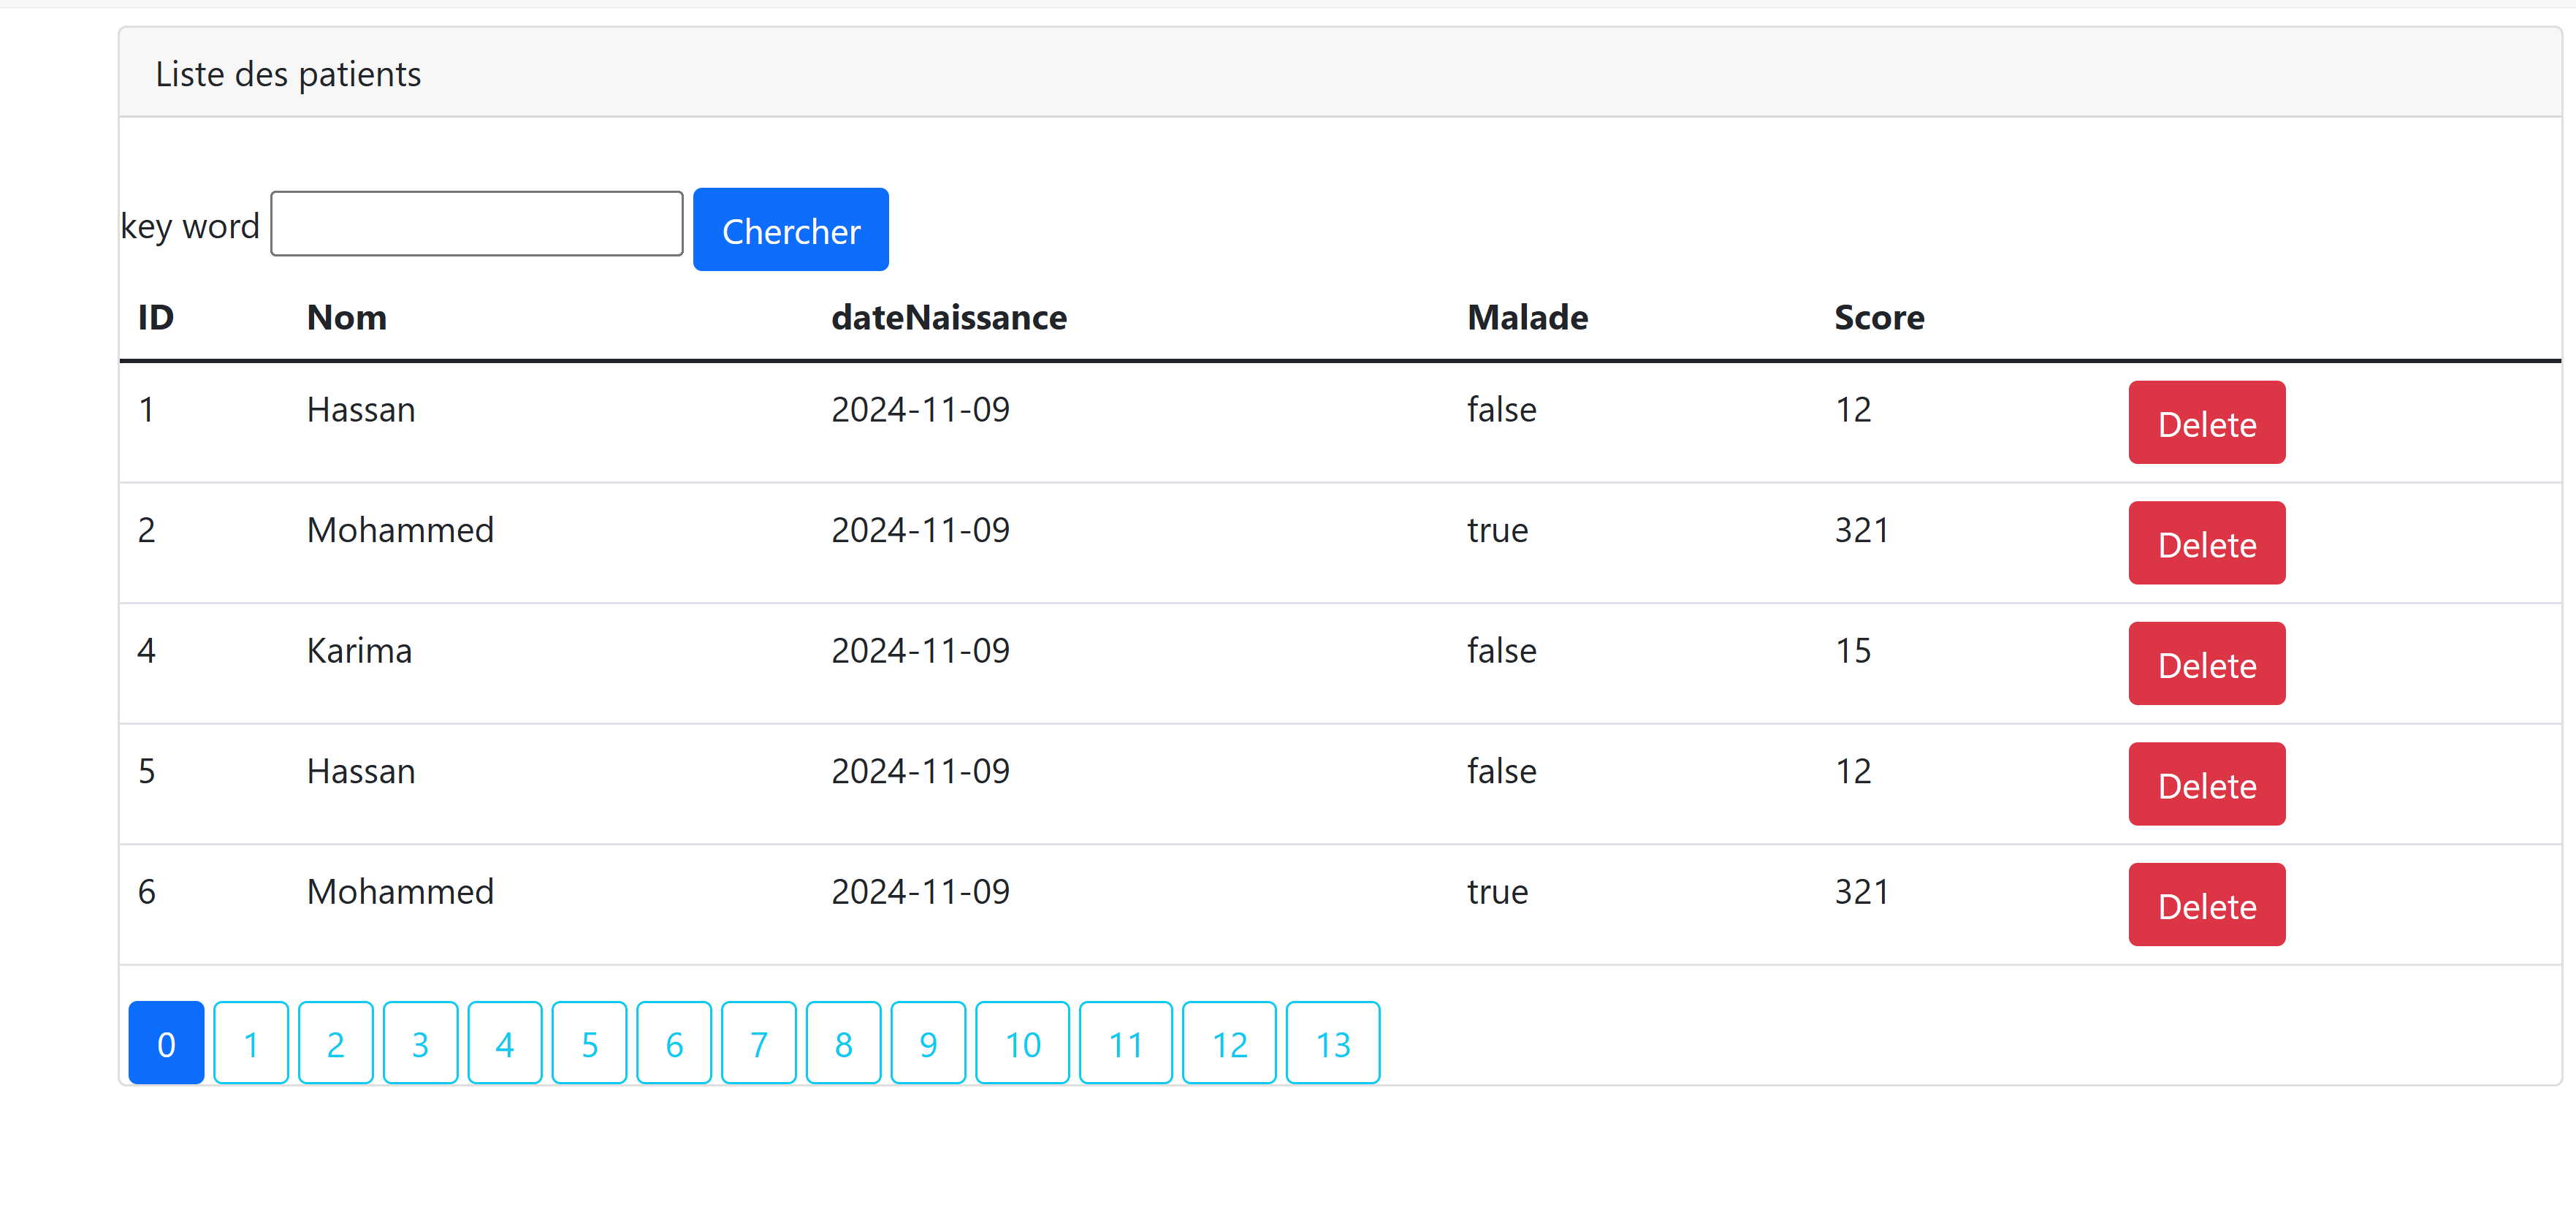 Liste des patients
key word Chercher
ID Nom dateNaissance Malade Score
1 Hassan 2024-11-09 false 12 Delete
2 Mohammed 2024-11-09 true 321 Delete
4 Karima 2024-11-09 false 15 Delete
5 Hassan 2024-11-09 false 12 Delete
6 Mohammed 2024-11-09 true 321 Delete
0 1 2 3 4 5 6 7 8 9 10 11 12 13